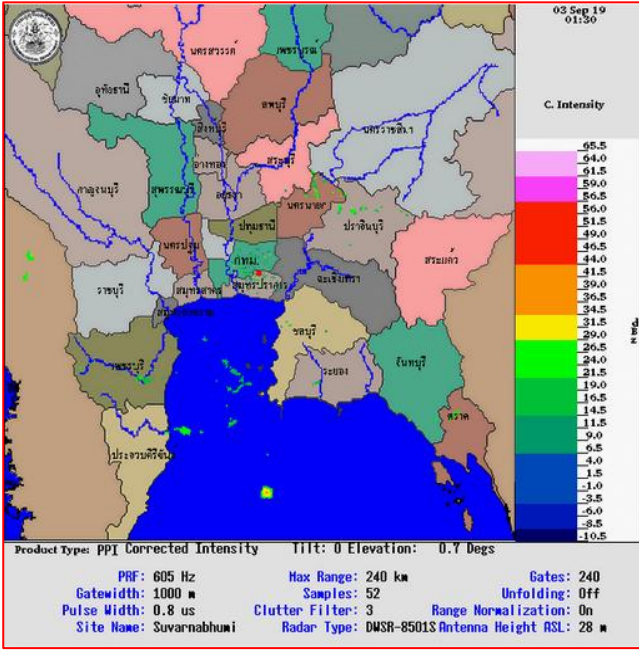 03 Sep 19
01:30
C. Intensity
นครสวรรค์
เพชรบูรณ์
อุทัยธานี
ชัยนาท
ลพบุรี
สิงหบุรี
นครราชสีมา
อ่างทอง
สระบุรี
กาญจนบุรี
สุพรรณบุรี
อยุธยา
นครนายก
ปราจีนบุรี
ปทุมธานี
นครปฐม
กทม.
สระแก้ว
ฉะเชิงเทรา
ราชบุรี
สมุทรสาคร
สมุทรปราการ
ชลบุรี
เพชรบุรี
ระยอง
จันทบุรี
ตราด
ประจวบคีรีขันธ์
65.5
64.0
61.5
59.0
56.5
56.0
51.5
49.0
46.5
44.0
41.5
39.0
36.5
34.0
31.5
29.0
26.5
24.0
21.5
19.0
16.5
14.0
11.5
9.0
6.5
4.0
1.5
-1.0
-3.5
-6.0
-8.5
-10.5
Product Type: PPI Corrected Intensity Tilt: 0 Elevation: 0.7 Degs
PRF: 605 Hz Max Range: 240 km Gates: 240
Gatewidth: 1000 m Samples: 52 Unfolding: Off
Pulse Width: 0.8 us Clutter Filter: 3 Range Normalization: On
Site Name: Suvarnabhumi Radar Type: DWSR-8501S Antenna Height ASL: 28 m